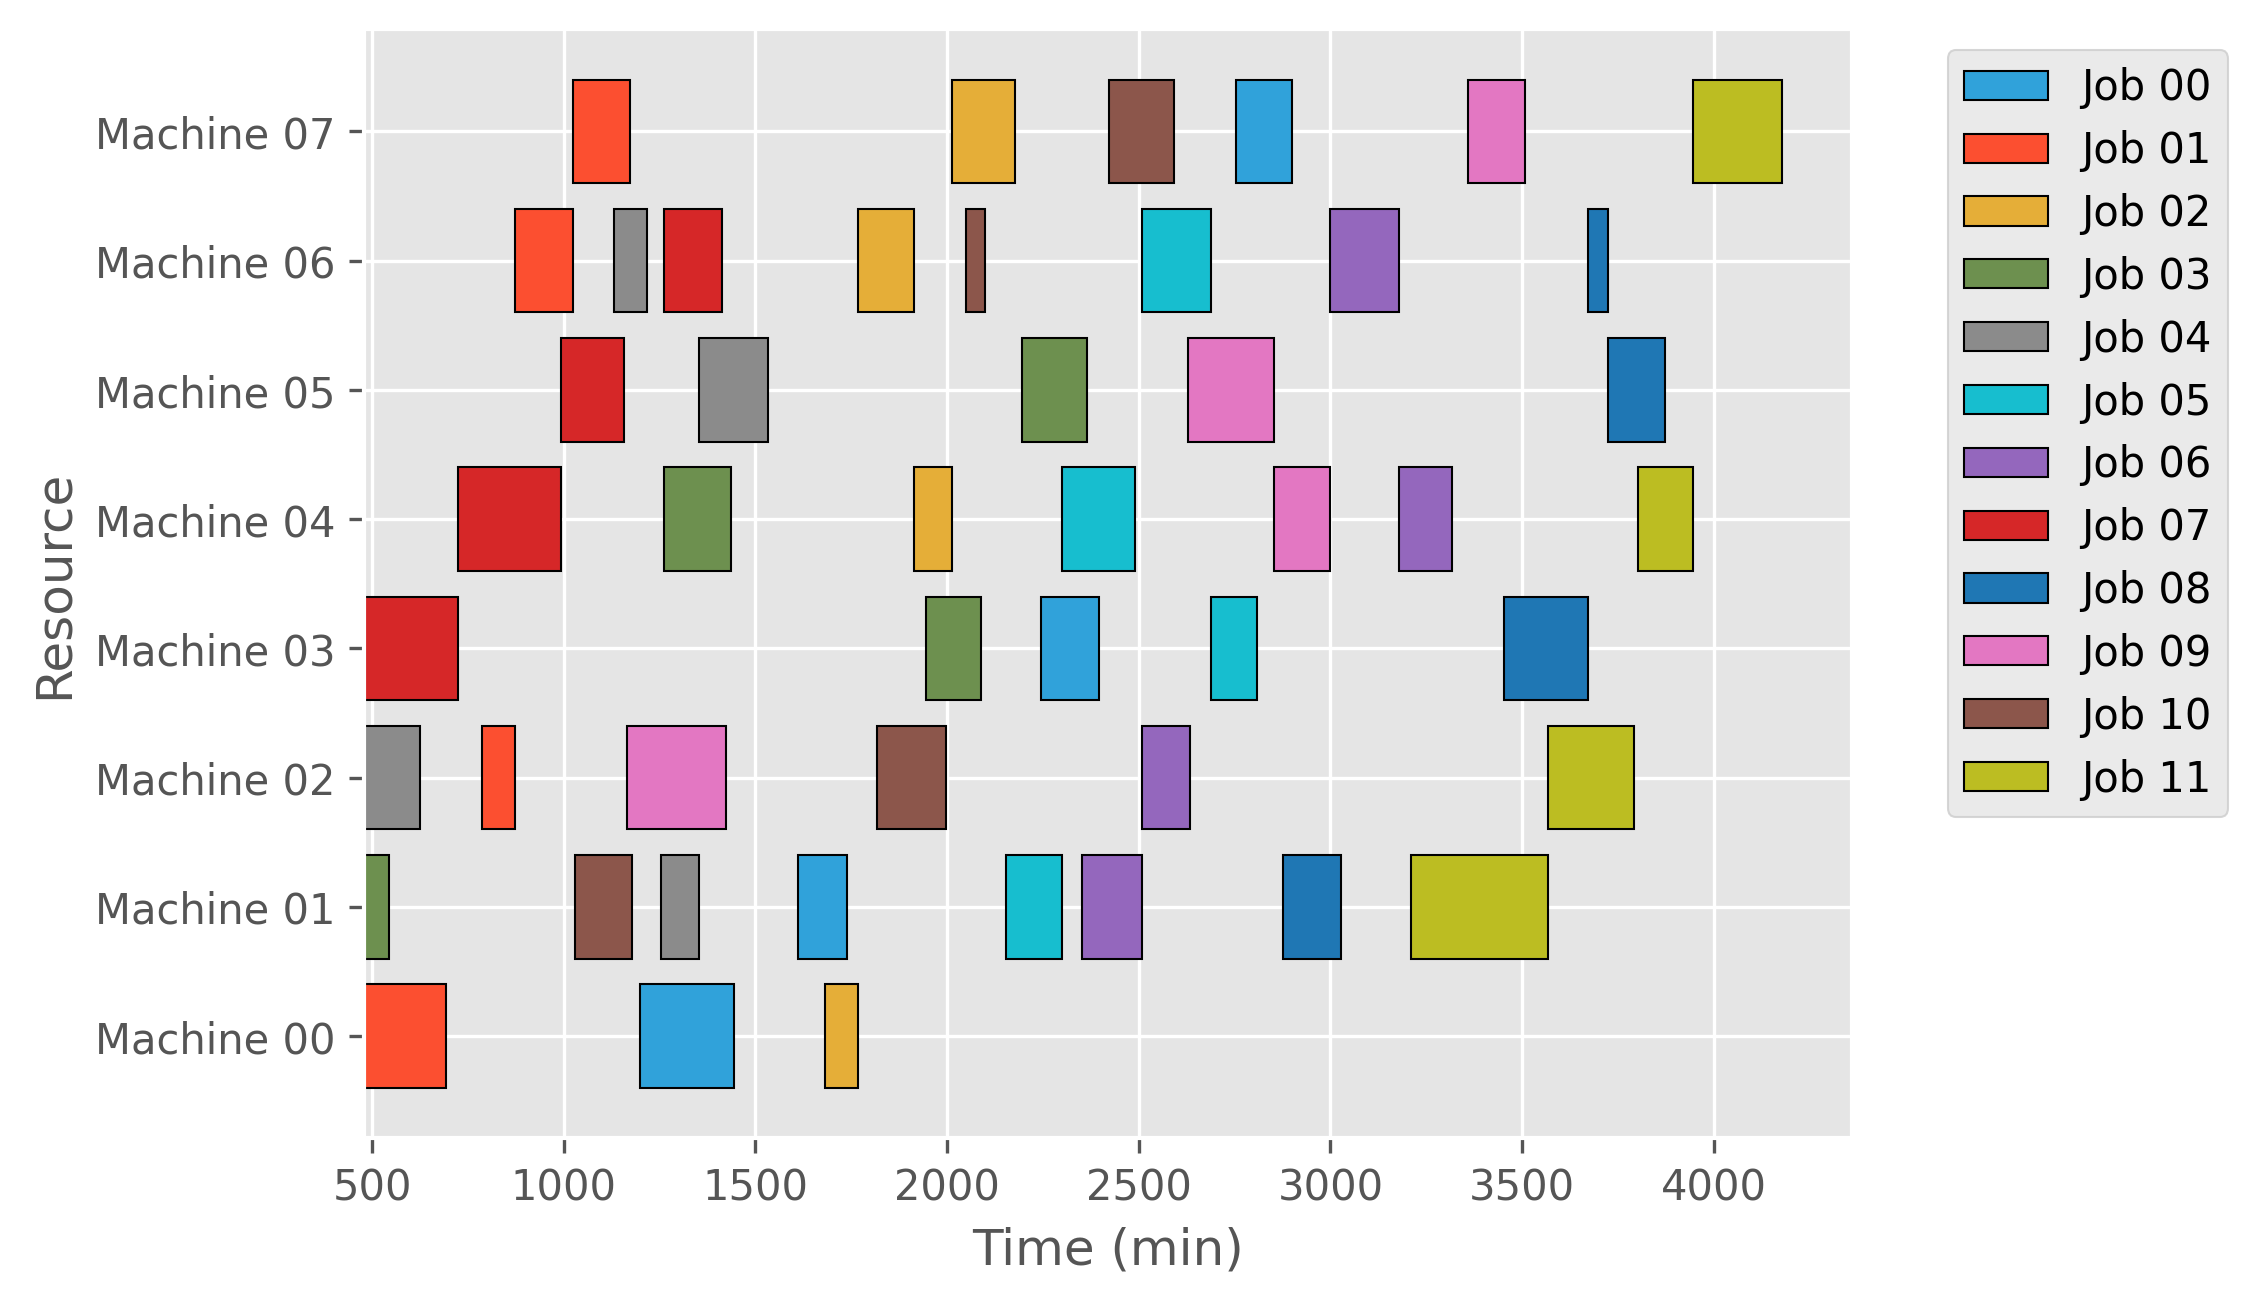 Machine 07
Machine 06
Machine 05
Machine 04
Machine 03
Machine 02
Machine 01
Machine 00
Resource
500 1000 1500 2000 2500 3000 3500 4000
Time (min)
Job 00
Job 01
Job 02
Job 03
Job 04
Job 05
Job 06
Job 07
Job 08
Job 09
Job 10
Job 11